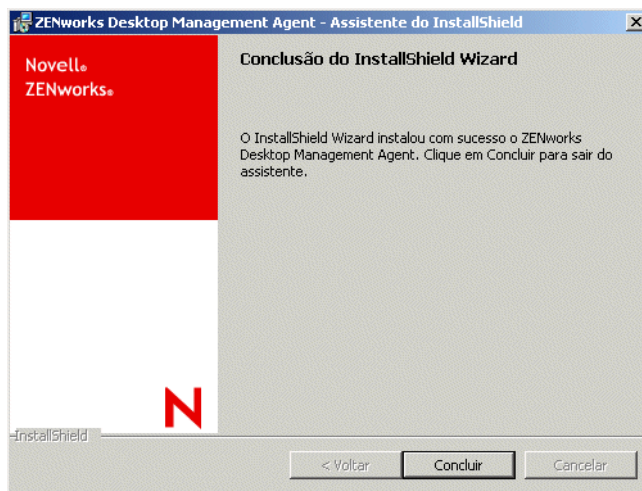 ZENworks Desktop Management Agent - Assistente do InstallShield
Novell®
ZENworks®
Conclusão do InstallShield Wizard
O InstallShield Wizard instalou com sucesso o ZENworks
Desktop Management Agent. Clique em Concluir para sair do
assistente.
N
InstallShield
< Voltar
Concluir
Cancelar